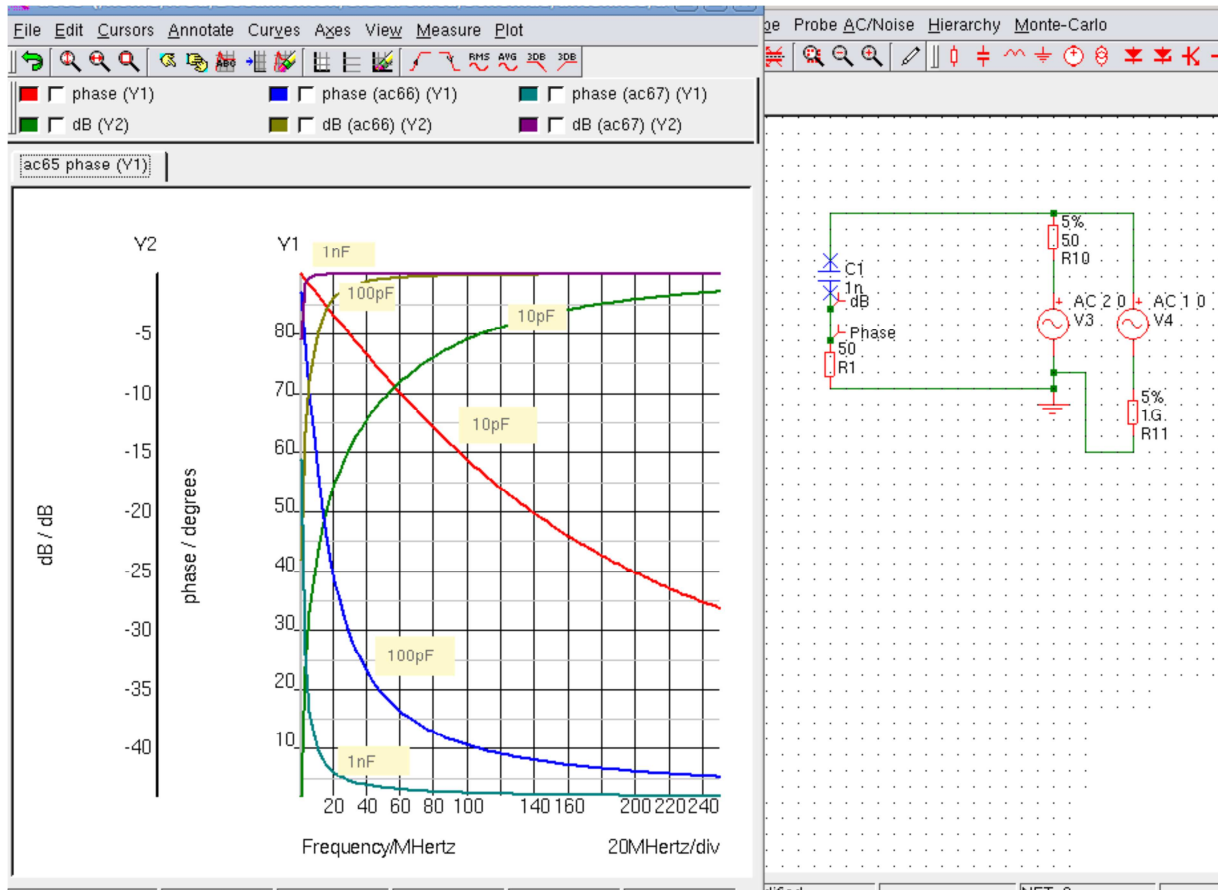 File Edit Cursors Annotate Curves Axes View Measure Plot
RMS AVG 3DB 3DB
phase (Y1) phase (ac66) (Y1) phase (ac67) (Y1)
dB (Y2) dB (ac66) (Y2) dB (ac67) (Y2)
ac65 phase (Y1)
Y2 Y1
1nF
100pF
10pF
10pF
100pF
1nF
-5
-10
-15
-20
-25
-30
-35
-40
dB / dB
80
70
60
50
40
30
20
10
phase / degrees
20 40 60 80 100 140 160 200 220 240
Frequency/MHertz 20MHertz/div
Probe AC/Noise Hierarchy Monte-Carlo
5%
50
R10
C1
1n
dB
Phase
50
R1
AC 2 0
V3
AC 1 0
V4
5%
1G
R11